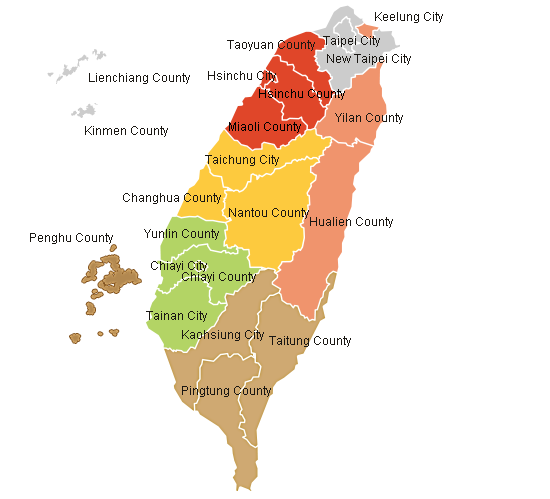 Keelung City
Taoyuan County
Taipei City
New Taipei City
Lienchiang County
Hsinchu City
Hsinchu County
Kinmen County
Miaoli County
Yilan County
Taichung City
Changhua County
Nantou County
Hualien County
Penghu County
Yunlin County
Chiayi City
Chiayi County
Tainan City
Kaohsiung City
Taitung County
Pingtung County